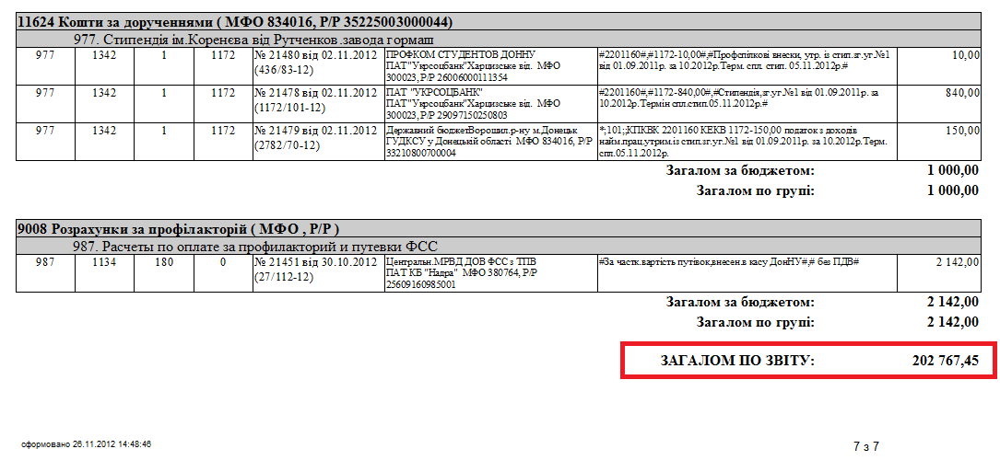 11624 Кошти за дорученнями ( МФО 834016, Р/Р 35225003000044)
977. Стипендія ім.Коренєва від Рутченков.завода гормаш
977 1342 1 1172 № 21480 від 02.11.2012 ПРОФКОМ СТУДЕНТОВ ДОННУ #2201160#,#1172-10,00#,#Профспілкові внески, утр. із стип.зг.уг.№1 10,00
(436/83-12) ПАТ"Укрсоцбанк"Харцизське від. МФО від 01.09.2011р. за 10.2012р.Терм. спл. стип. 05.11.2012р.#
300023, Р/Р 26006000111354
977 1342 1 1172 № 21478 від 02.11.2012 ПАТ "УКРСОЦБАНК" #2201160#,#1172-840,00#,#Стипендія,зг.уг.№1 від 01.09.2011р. за 840,00
(1172/101-12) ПАТ"Укрсоцбанк"Харцизське від. МФО 10.2012р.Термін спл.стип.05.11.2012р.#
300023, Р/Р 29097150250803
977 1342 1 1172 № 21479 від 02.11.2012 Державний бюджетВорошил.р-ну м.Донецьк *;101;;КПКВК 2201160 КЕКВ 1172-150,00 податок з доходів 150,00
(2782/70-12) ГУДКСУ у Донецькій області МФО 834016, Р/Р найм.прац.утрим.із стип.зг.уг.№1 від 01.09.2011р. за 10.2012р.Терм.
33210800700004 спл.05.11.2012р.
Загалом за бюджетом: 1 000,00
Загалом по групі: 1 000,00
9008 Розрахунки за профілакторій ( МФО , Р/Р )
987. Расчеты по оплате за профилакторий и путевки ФСС
987 1134 180 0 № 21451 від 30.10.2012 Центральн.МРВД ДОВ ФСС з ТПВ #За частк.вартість путівок,внесен.в касу ДонНУ#,# без ПДВ# 2 142,00
(27/112-12) ПАТ КБ "Надра" МФО 380764, Р/Р
25609160985001
Загалом за бюджетом: 2 142,00
Загалом по групі: 2 142,00
ЗАГАЛОМ ПО ЗВІТУ: 202 767,45
сформовано 26.11.2012 14:48:46 7 з 7